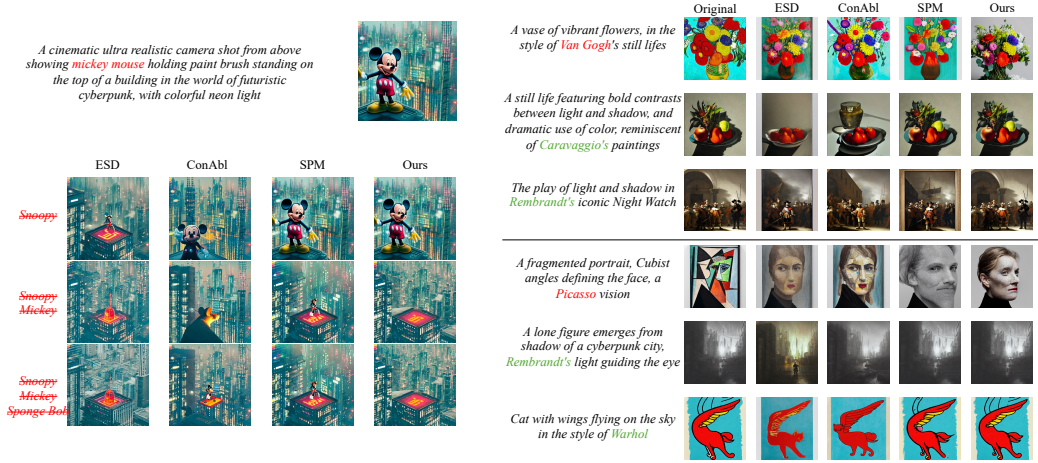 A cinematic ultra realistic camera shot from above
showing mickey mouse holding paint brush standing on
the top of a building in the world of futuristic
cyberpunk, with colorful neon light
ESD ConAbl SPM Ours
Snoopy
Snoopy
Mickey
Snoopy
Mickey
Sponge Bob
Original ESD ConAbl SPM Ours
A vase of vibrant flowers, in the
style of Van Gogh's still lifes
A still life featuring bold contrasts
between light and shadow, and
dramatic use of color, reminiscent
of Caravaggio's paintings
The play of light and shadow in
Rembrandt's iconic Night Watch
A fragmented portrait, Cubist
angles defining the face, a
Picasso vision
A lone figure emerges from
shadow of a cyberpunk city,
Rembrandt's light guiding the eye
Cat with wings flying on the sky
in the style of Warhol